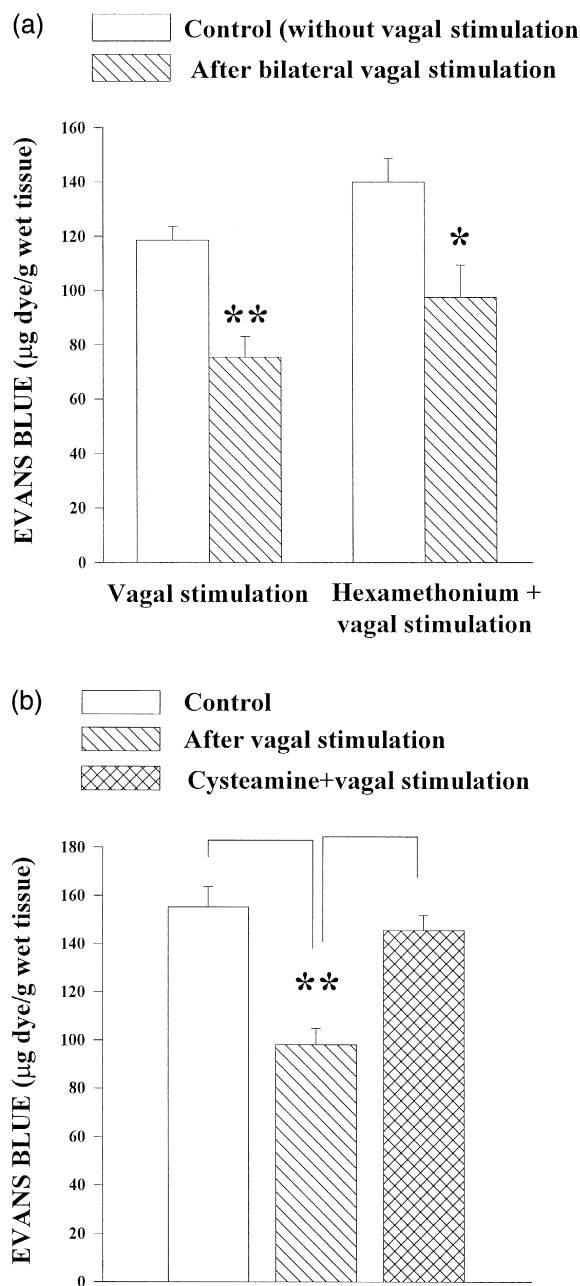 (a)
Control (without vagal stimulation
After bilateral vagal stimulation
EVANS BLUE (µg dye/g wet tissue)
160
140
120
100
80
60
40
20
0
**
*
Vagal stimulation
Hexamethonium +
vagal stimulation
(b)
Control
After vagal stimulation
Cysteamine+vagal stimulation
EVANS BLUE (µg dye/g wet tissue)
180
160
140
120
100
80
60
40
20
0
**